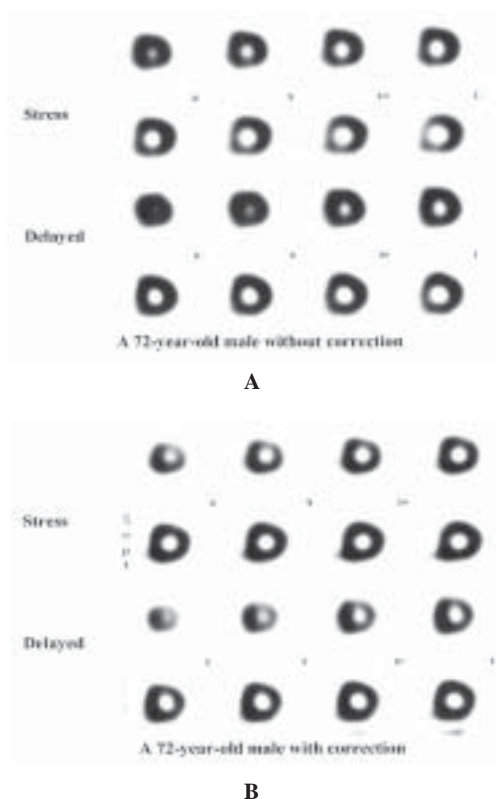 Stress
Delayed
A 72-year-old male without correction
A
Stress
Delayed
A 72-year-old male with correction
B